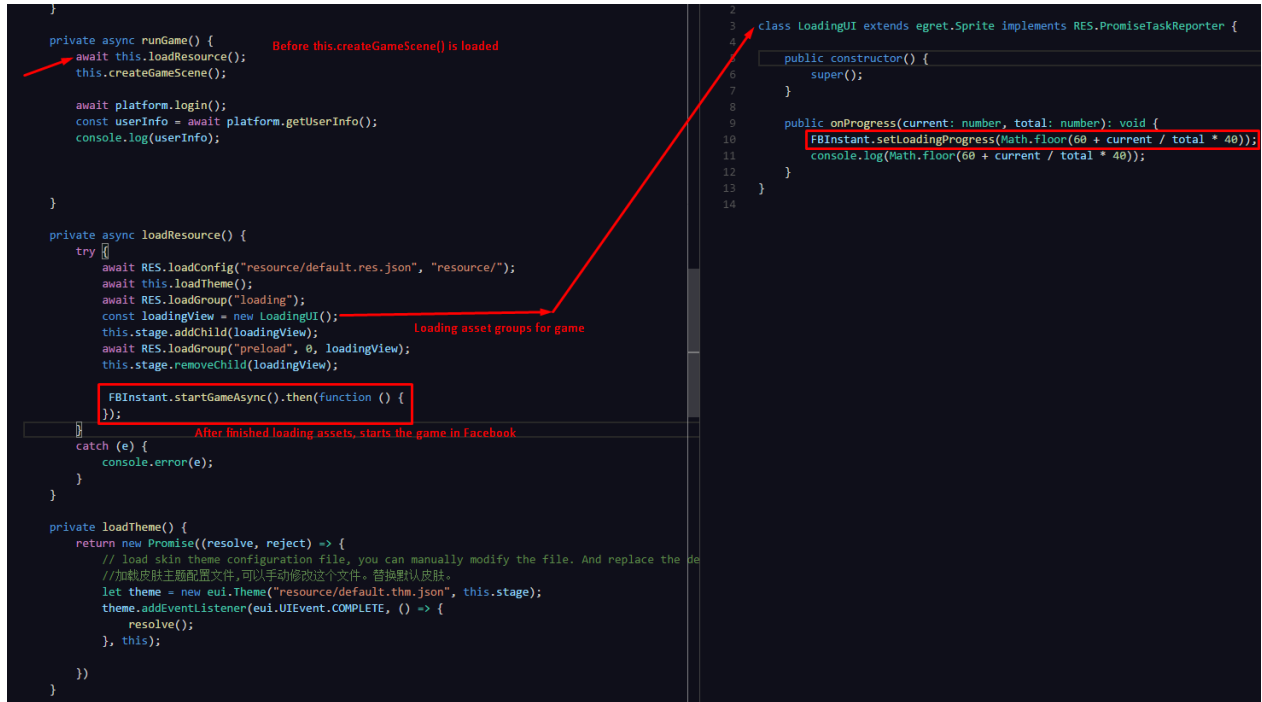 }
private async runGame() {
Before this.createGameScene() is loaded
await this.loadResource();
this.createGameScene();
await platform.login();
const userInfo = await platform.getUserInfo();
console.log(userInfo);
}
private async loadResource() {
try {
await RES.loadConfig("resource/default.res.json", "resource/");
await this.loadTheme();
await RES.loadGroup("loading");
const loadingView = new LoadingUI();
Loading asset groups for game
this.stage.addChild(loadingView);
await RES.loadGroup("preload", 0, loadingView);
this.stage.removeChild(loadingView);
FBInstant.startGameAsync().then(function () {
});
}
After finished loading assets, starts the game in Facebook
catch (e) {
console.error(e);
}
}
private loadTheme() {
return new Promise((resolve, reject) => {
// load skin theme configuration file, you can manually modify the file. And replace the de
//加载皮肤主题配置文件,可以手动修改这个文件。替换默认皮肤。
let theme = new eui.Theme("resource/default.thm.json", this.stage);
theme.addEventListener(eui.UIEvent.COMPLETE, () => {
resolve();
}, this);
})
}
2
3 class LoadingUI extends egret.Sprite implements RES.PromiseTaskReporter {
4
5 public constructor() {
6 super();
7 }
8
9 public onProgress(current: number, total: number): void {
10 FBInstant.setLoadingProgress(Math.floor(60 + current / total * 40));
11 console.log(Math.floor(60 + current / total * 40));
12 }
13 }
14